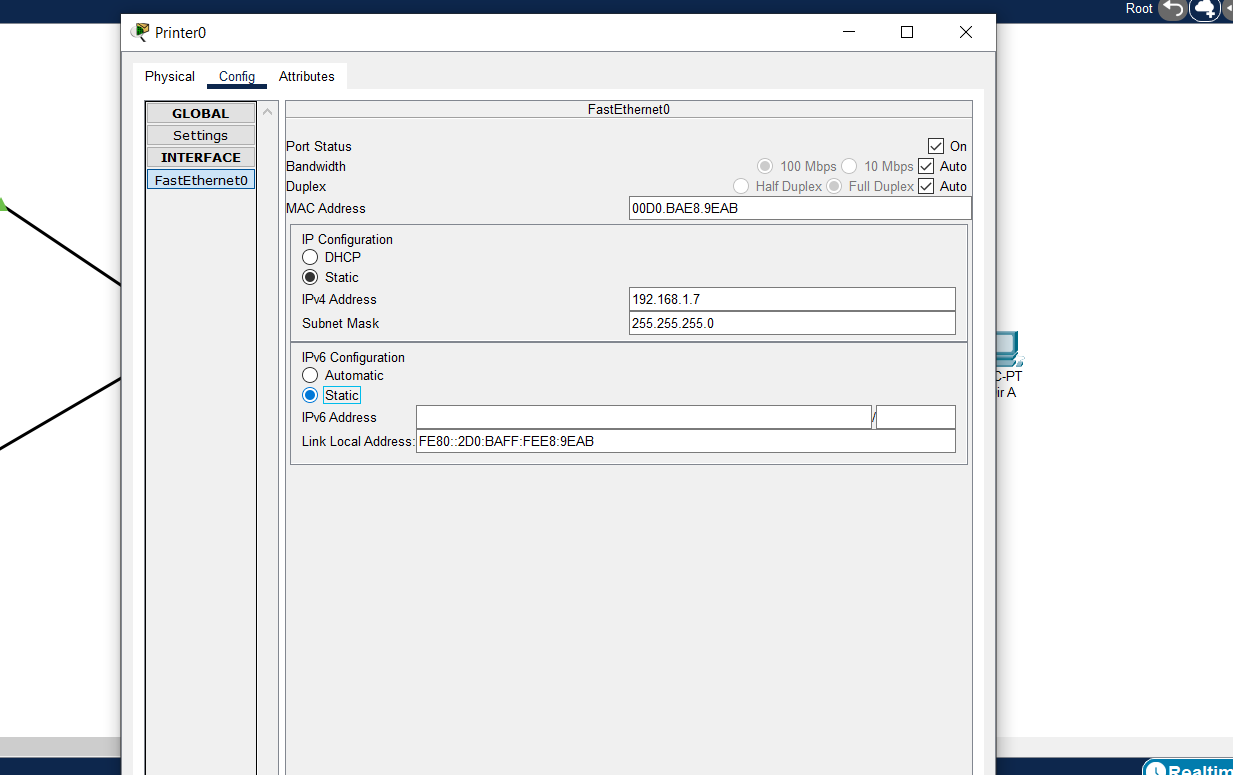 Root
Printer0
Physical Config Attributes
GLOBAL
Settings
INTERFACE
FastEthernet0
FastEthernet0
Port Status On
Bandwidth 100 Mbps 10 Mbps Auto
Duplex Half Duplex Full Duplex Auto
MAC Address 00D0.BAE8.9EAB
IP Configuration
DHCP
Static
IPv4 Address 192.168.1.7
Subnet Mask 255.255.255.0
IPv6 Configuration
Automatic
Static
IPv6 Address /
Link Local Address: FE80::2D0:BAFF:FEE8:9EAB
C-PT
ir A
Realtim